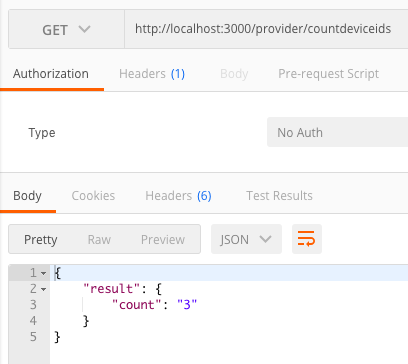 GET http://localhost:3000/provider/countdeviceids
Authorization Headers (1) Body Pre-request Script
Type No Auth
Body Cookies Headers (6) Test Results
Pretty Raw Preview JSON
1 {
2 "result": {
3 "count": "3"
4 }
5 }